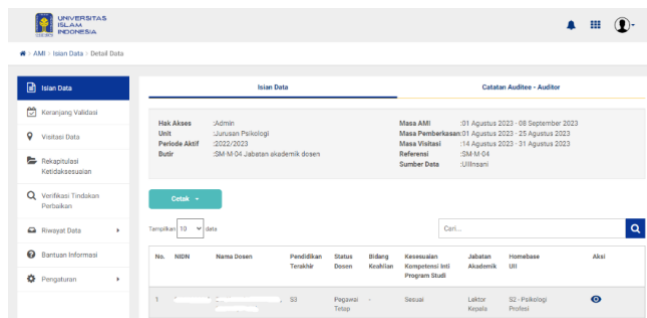 UNIVERSITAS
ISLAM
INDONESIA
AMI / Isian Data / Detail Data
Isian Data
Keranjang Validasi
Visitasi Data
Rekapitulasi
Ketidaksesuaian
Verifikasi Tindakan
Perbaikan
Riwayat Data
Bantuan Informasi
Pengaturan
Isian Data Catatan Auditee - Auditor
Hak Akses :Admin
Unit :Jurusan Psikologi
Periode Aktif :2022/2023
Butir :SM-M-04 Jabatan akademik dosen
Masa AMI :01 Agustus 2023 - 08 September 2023
Masa Pemberkasan:01 Agustus 2023 - 25 Agustus 2023
Masa Visitasi :14 Agustus 2023 - 31 Agustus 2023
Referensi :SM-M-04
Sumber Data :UIInsani
Cetak
Tampilkan 10 data Cari...
No. NIDN Nama Dosen Pendidikan Status Bidang Kesesuaian Jabatan Homebase Aksi
Terakhir Dosen Keahlian Kompetensi Inti Akademik UII
Program Studi
1 S3 Pegawai - Sesuai Lektor S2 - Psikologi
Tetap Kepala Profesi